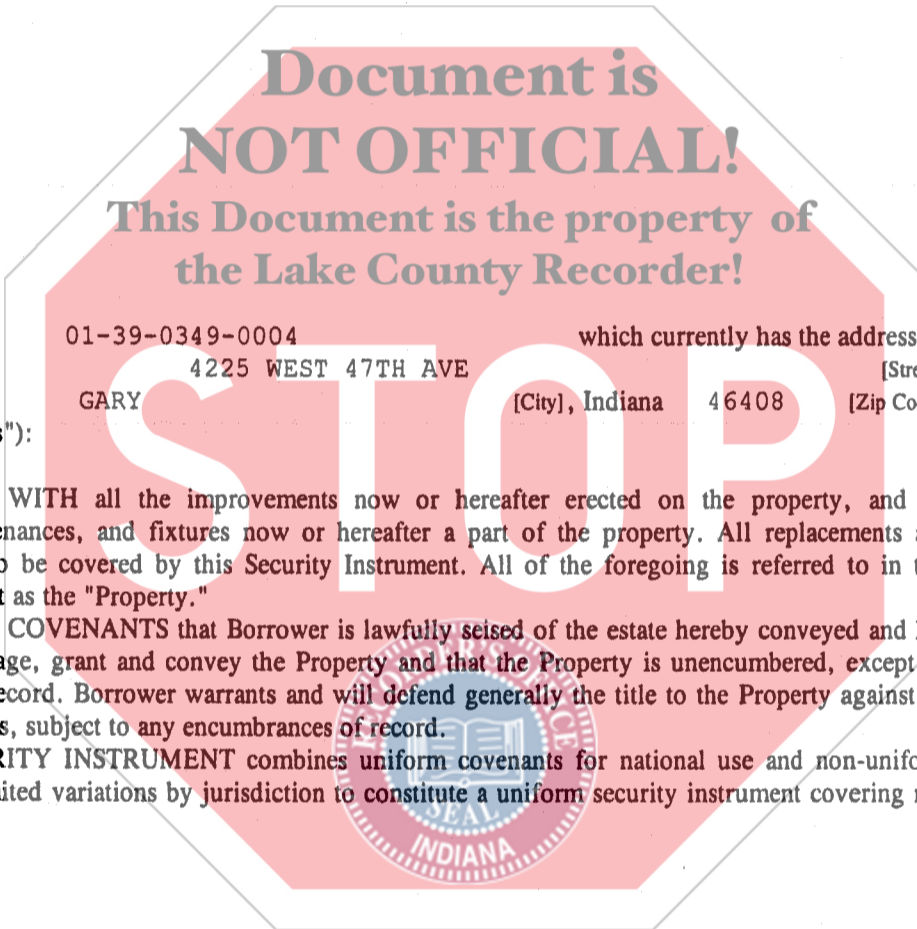 Document is
NOT OFFICIAL!
This Document is the property of
the Lake County Recorder!
01-39-0349-0004 which currently has the address
4225 WEST 47TH AVE [Stre
GARY [City], Indiana 46408 [Zip Co
"):
STOP
WITH all the improvements now or hereafter erected on the property, and
nances, and fixtures now or hereafter a part of the property. All replacements
be covered by this Security Instrument. All of the foregoing is referred to in
as the "Property."
COVENANTS that Borrower is lawfully seised of the estate hereby conveyed and
age, grant and convey the Property and that the Property is unencumbered, except
ecord. Borrower warrants and will defend generally the title to the Property against
s, subject to any encumbrances of record.
RITY INSTRUMENT combines uniform covenants for national use and non-unifo
ited variations by jurisdiction to constitute a uniform security instrument covering
RECORDER'S OFFICE
SEAL
INDIANA